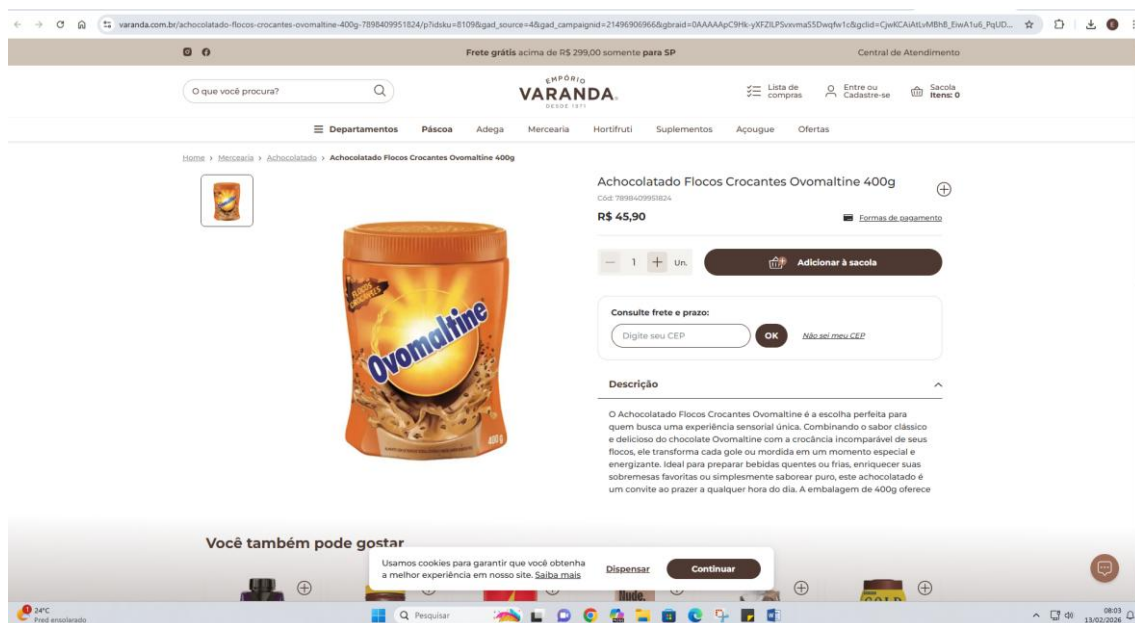 varanda.com.br/achocolatado-flocos-crocantes-ovomaltine-400g-7898409951824/p?idsku=8109&gad_source=4&gad_campaignid=21496906966&gbraid=
Frete grátis acima de R$ 299,00 somente para SP
Central de Atendimento
O que você procura?
EMPÓRIO
VARANDA
DESDE 1971
Lista de
compras
Entre ou
Cadastre-se
Sacola
Itens: 0
Departamentos Páscoa Adega Mercearia Hortifruti Suplementos Açougue Ofertas
Home > Mercearia > Achocolatado > Achocolatado Flocos Crocantes Ovomaltine 400g
Achocolatado Flocos Crocantes Ovomaltine 400g
Cód: 7898409951824
R$ 45,90
Formas de pagamento
1 Un.
Adicionar à sacola
FLOCOS
CROCANTES
Ovomaltine
400 g
Consulte frete e prazo:
Digite seu CEP
OK
Não sei meu CEP
Descrição
O Achocolatado Flocos Crocantes Ovomaltine é a escolha perfeita para
quem busca uma experiência sensorial única. Combinando o sabor clássico
e delicioso do chocolate Ovomaltine com a crocância incomparável de seus
flocos, ele transforma cada gole ou mordida em um momento especial e
energizante. Ideal para preparar bebidas quentes ou frias, enriquecer suas
sobremesas favoritas ou simplesmente saborear puro, este achocolatado é
um convite ao prazer a qualquer hora do dia. A embalagem de 400g oferece
Você também pode gostar
Usamos cookies para garantir que você obtenha
a melhor experiência em nosso site. Saiba mais
Dispensar
Continuar
Nude.
GOLD
24°C
Pred ensolarado
Pesquisar
08:03
13/02/2026